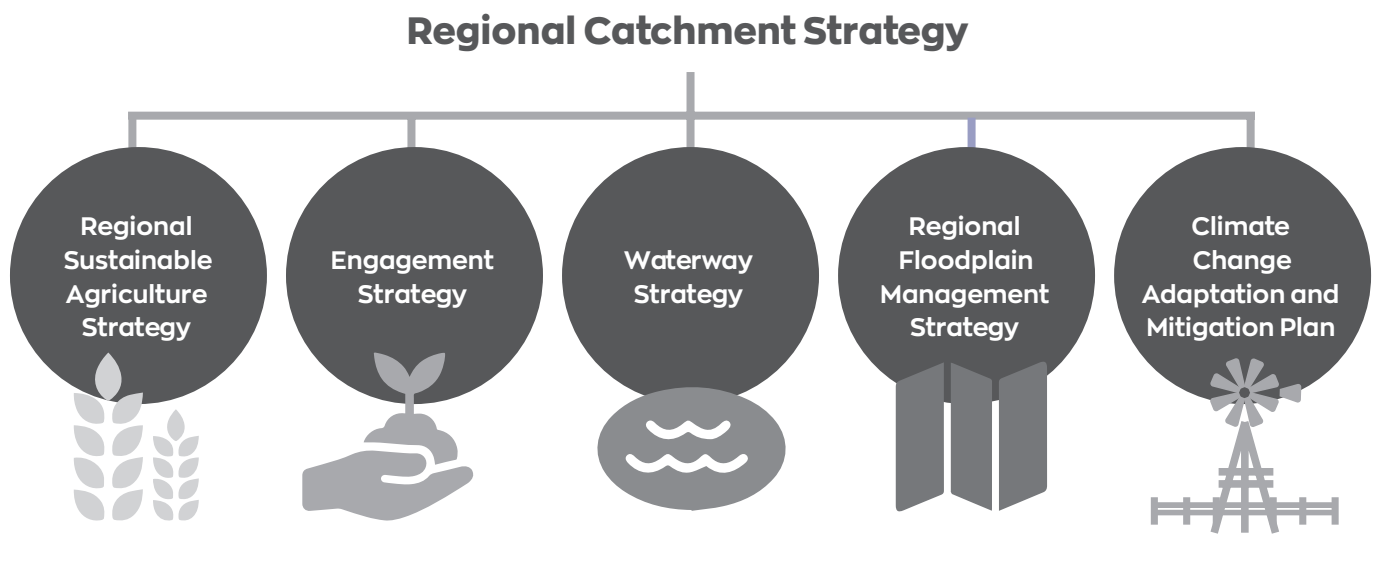 Regional Catchment Strategy
Regional
Sustainable
Agriculture
Strategy
Engagement
Strategy
Waterway
Strategy
Regional
Floodplain
Management
Strategy
Climate
Change
Adaptation and
Mitigation Plan